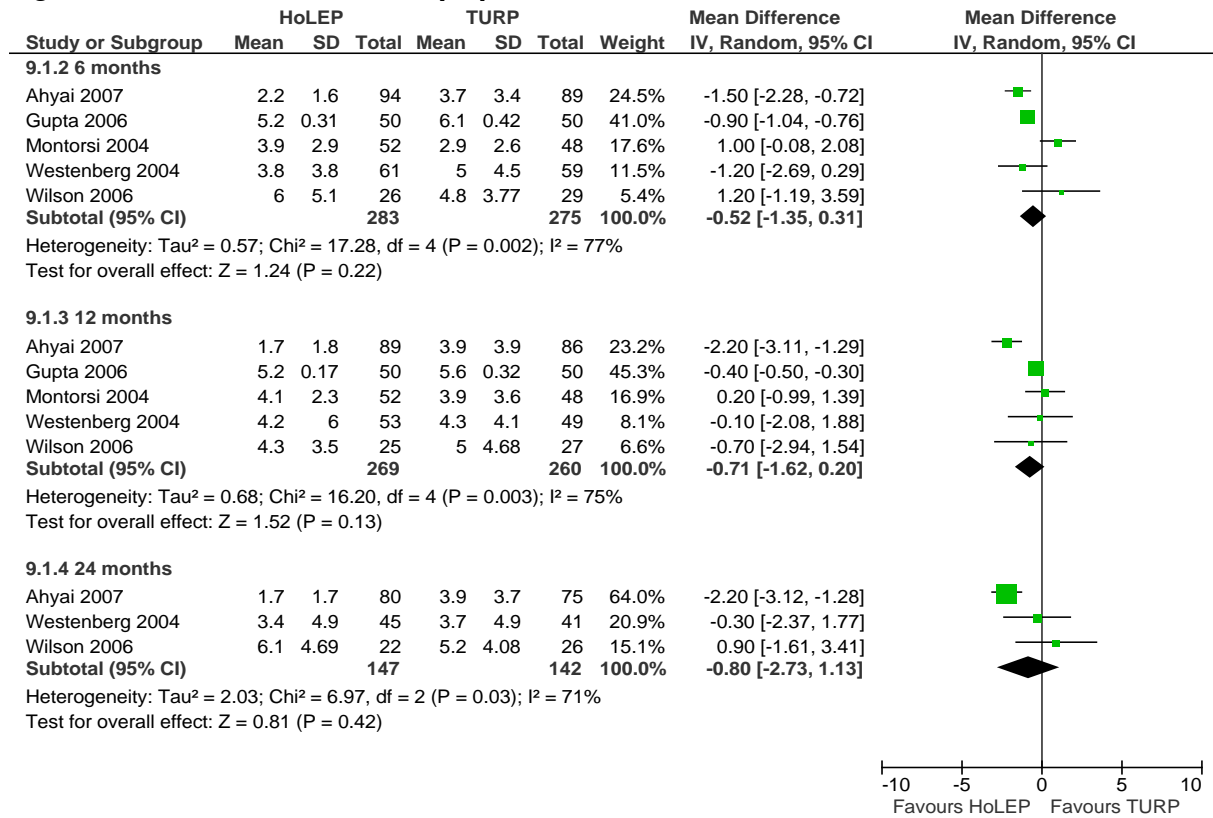 HoLEP TURP Mean Difference Mean Difference
Study or Subgroup Mean SD Total Mean SD Total Weight IV, Random, 95% CI IV, Random, 95% CI
9.1.2 6 months
Ahyai 2007 2.2 1.6 94 3.7 3.4 89 24.5% -1.50 [-2.28, -0.72]
Gupta 2006 5.2 0.31 50 6.1 0.42 50 41.0% -0.90 [-1.04, -0.76]
Montorsi 2004 3.9 2.9 52 2.9 2.6 48 17.6% 1.00 [-0.08, 2.08]
Westenberg 2004 3.8 3.8 61 5 4.5 59 11.5% -1.20 [-2.69, 0.29]
Wilson 2006 6 5.1 26 4.8 3.77 29 5.4% 1.20 [-1.19, 3.59]
Subtotal (95% CI) 283 275 100.0% -0.52 [-1.35, 0.31]
Heterogeneity: Tau² = 0.57; Chi² = 17.28, df = 4 (P = 0.002); I² = 77%
Test for overall effect: Z = 1.24 (P = 0.22)
9.1.3 12 months
Ahyai 2007 1.7 1.8 89 3.9 3.9 86 23.2% -2.20 [-3.11, -1.29]
Gupta 2006 5.2 0.17 50 5.6 0.32 50 45.3% -0.40 [-0.50, -0.30]
Montorsi 2004 4.1 2.3 52 3.9 3.6 48 16.9% 0.20 [-0.99, 1.39]
Westenberg 2004 4.2 6 53 4.3 4.1 49 8.1% -0.10 [-2.08, 1.88]
Wilson 2006 4.3 3.5 25 5 4.68 27 6.6% -0.70 [-2.94, 1.54]
Subtotal (95% CI) 269 260 100.0% -0.71 [-1.62, 0.20]
Heterogeneity: Tau² = 0.68; Chi² = 16.20, df = 4 (P = 0.003); I² = 75%
Test for overall effect: Z = 1.52 (P = 0.13)
9.1.4 24 months
Ahyai 2007 1.7 1.7 80 3.9 3.7 75 64.0% -2.20 [-3.12, -1.28]
Westenberg 2004 3.4 4.9 45 3.7 4.9 41 20.9% -0.30 [-2.37, 1.77]
Wilson 2006 6.1 4.69 22 5.2 4.08 26 15.1% 0.90 [-1.61, 3.41]
Subtotal (95% CI) 147 142 100.0% -0.80 [-2.73, 1.13]
Heterogeneity: Tau² = 2.03; Chi² = 6.97, df = 2 (P = 0.03); I² = 71%
Test for overall effect: Z = 0.81 (P = 0.42)
-10 -5 0 5 10
Favours HoLEP Favours TURP